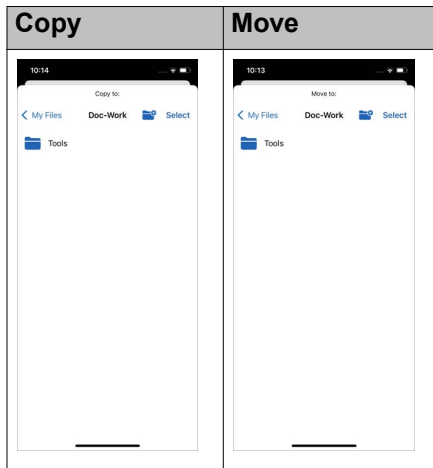 Copy
Move
10:14
Copy to:
My Files Doc-Work Select
Tools
10:13
Move to:
My Files Doc-Work Select
Tools